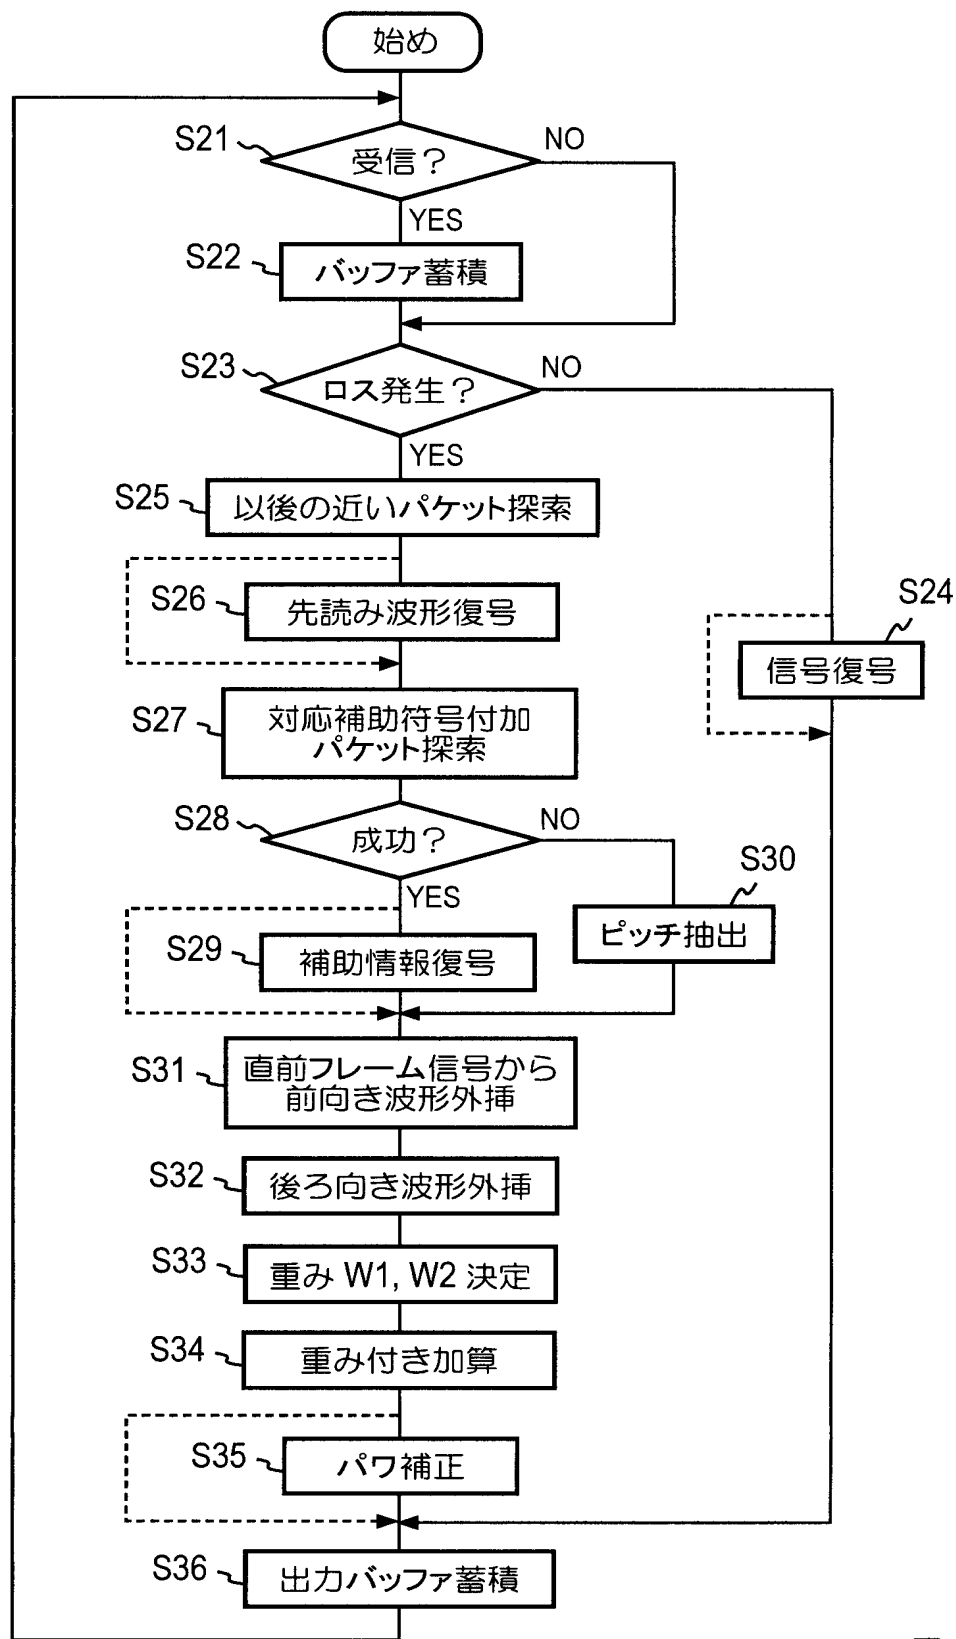 始め
S21
受信?
NO
YES
S22
バッファ蓄積
S23
ロス発生?
NO
YES
S25
以後の近いパケット探索
S26
先読み波形復号
S24
信号復号
S27
対応補助符号付加
パケット探索
S28
成功?
NO
YES
S30
ピッチ抽出
S29
補助情報復号
S31
直前フレーム信号から
前向き波形外挿
S32
後ろ向き波形外挿
S33
重み W1, W2 決定
S34
重み付き加算
S35
パワ補正
S36
出力バッファ蓄積